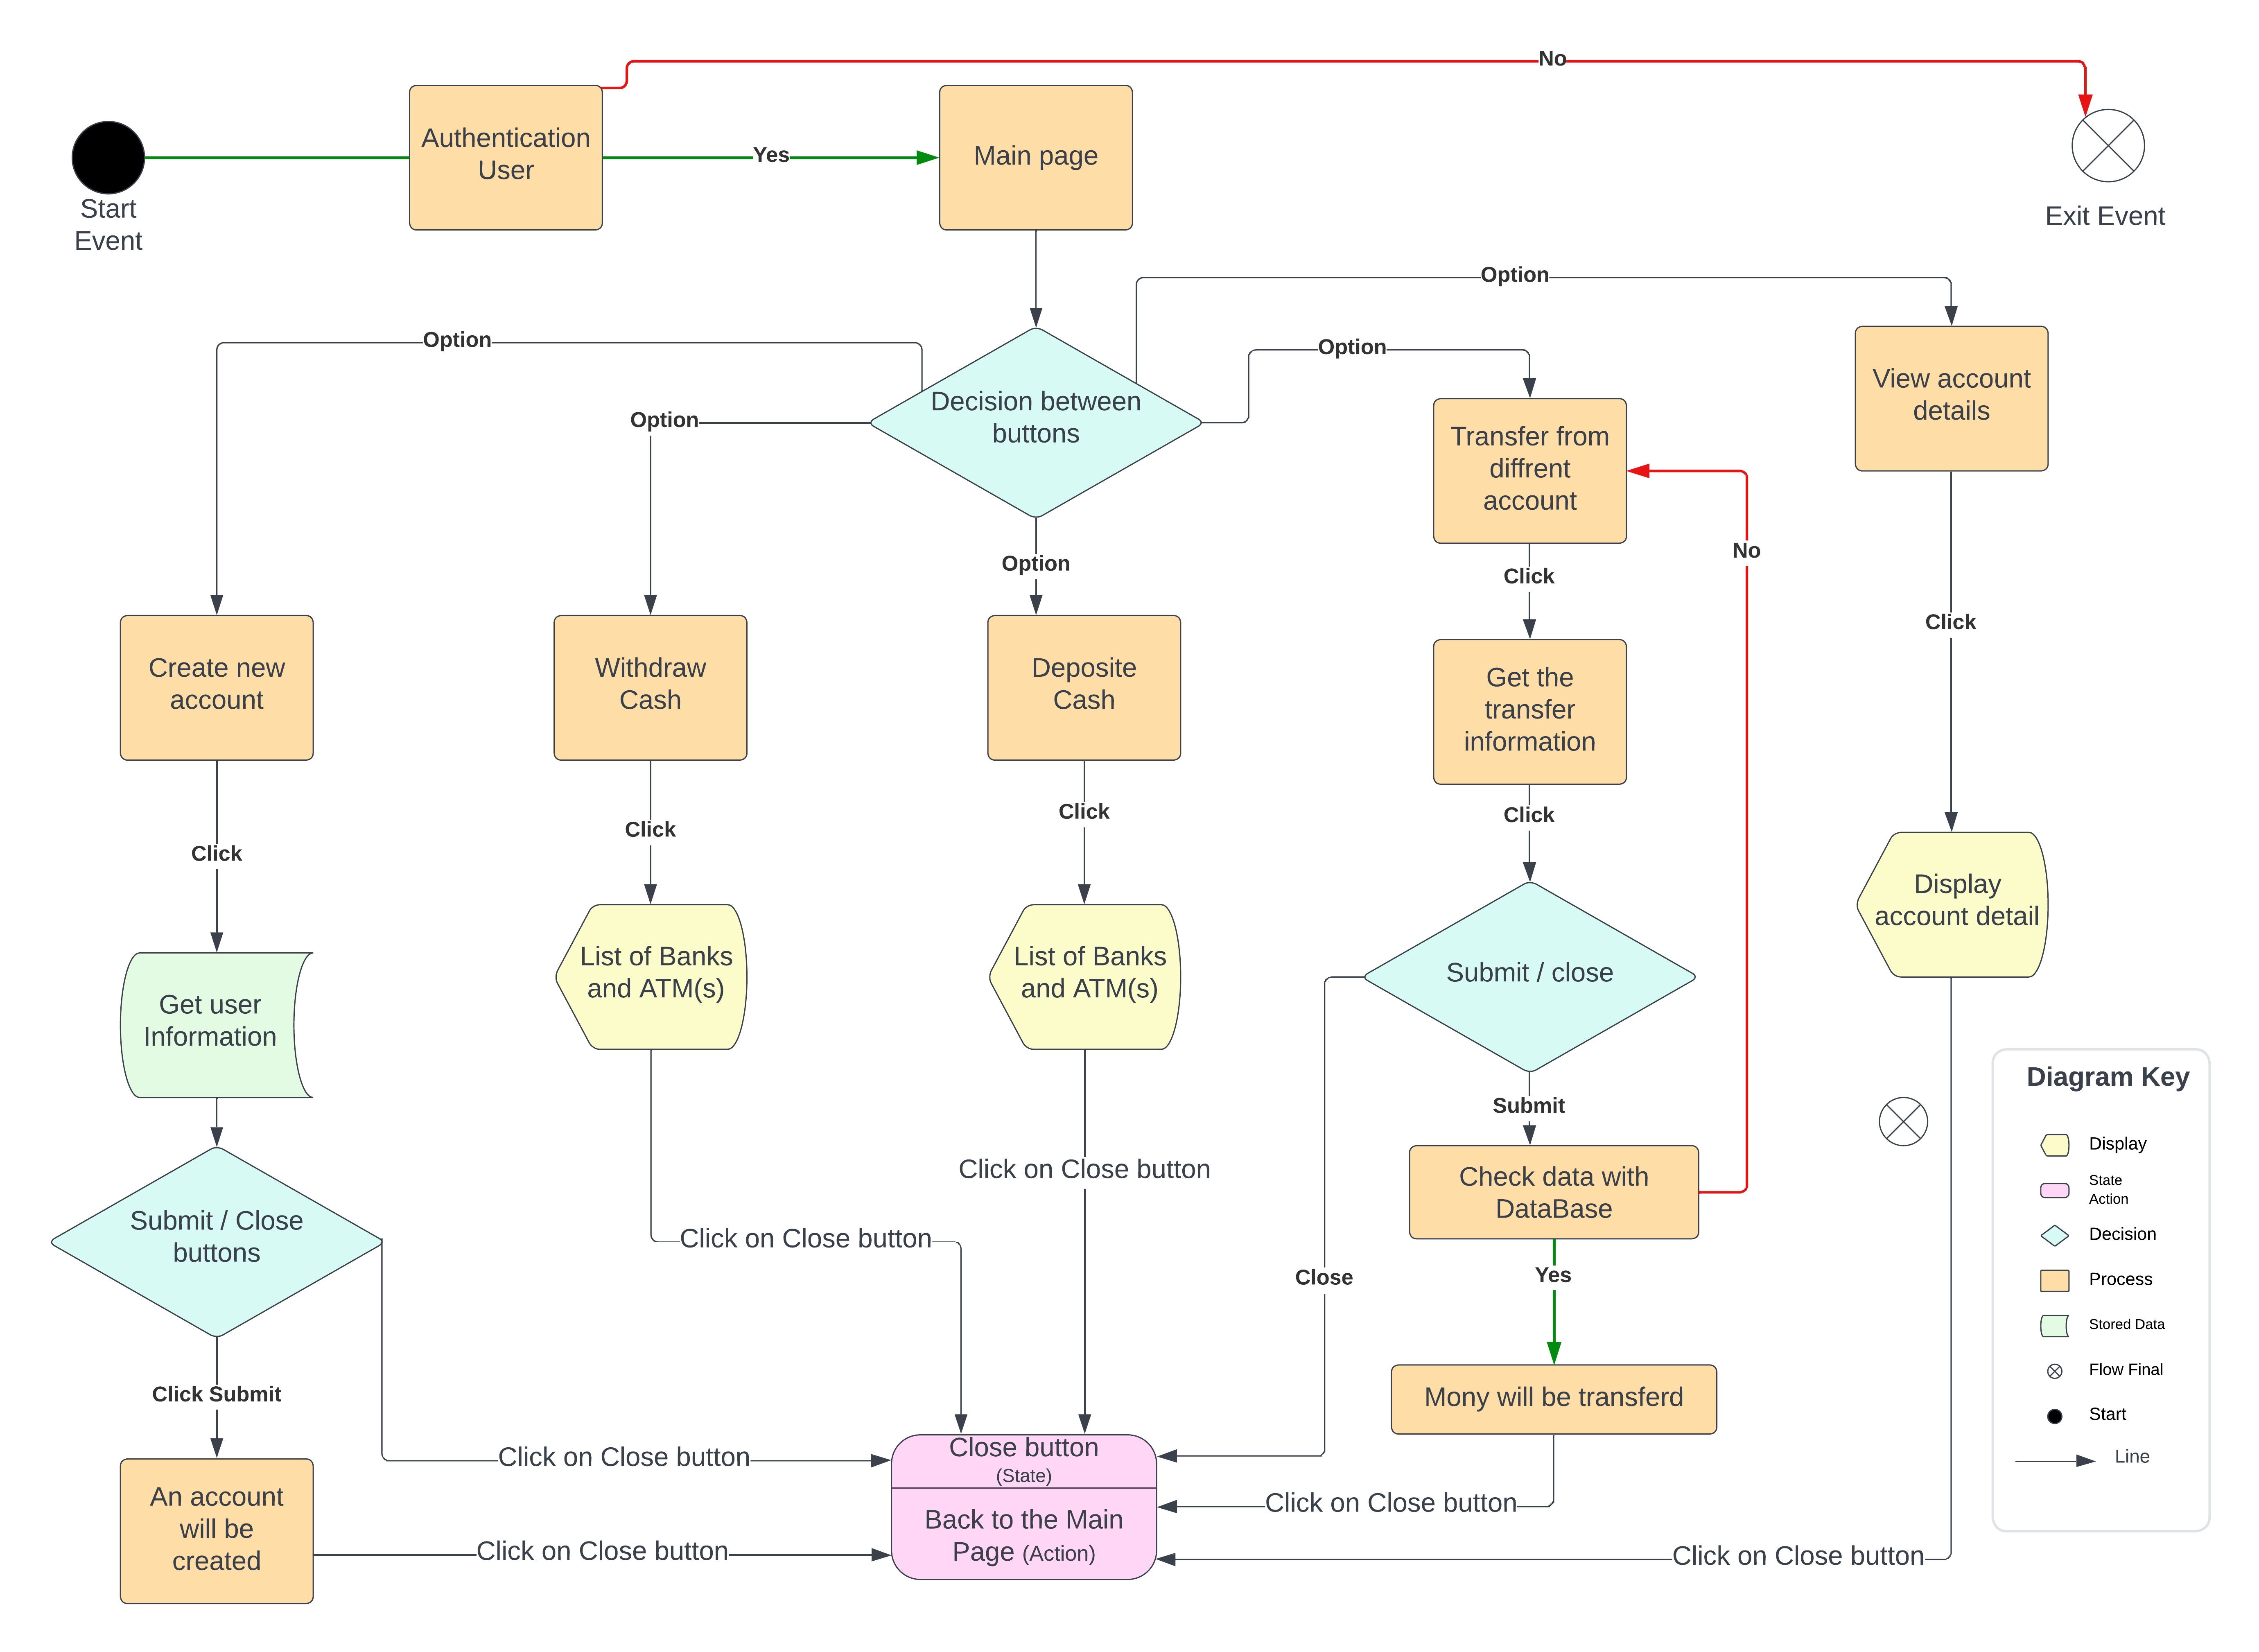 No
Authentication
User
Yes
Main page
Start
Event
Exit Event
Option
Option
Option
Option
Option
Decision between
buttons
View account
details
Transfer from
diffrent
account
No
Click
Click
Create new
account
Withdraw
Cash
Deposite
Cash
Get the
transfer
information
Click
Click
Click
Click
Display
account detail
List of Banks
and ATM(s)
List of Banks
and ATM(s)
Submit / close
Get user
Information
Submit
Click on Close button
Check data with
DataBase
Submit / Close
buttons
Click on Close button
Close
Yes
Click Submit
Mony will be transferd
Click on Close button
Close button
(State)
Back to the Main
Page (Action)
Click on Close button
An account
will be
created
Click on Close button
Click on Close button
Diagram Key
Display
State
Action
Decision
Process
Stored Data
Flow Final
Start
Line